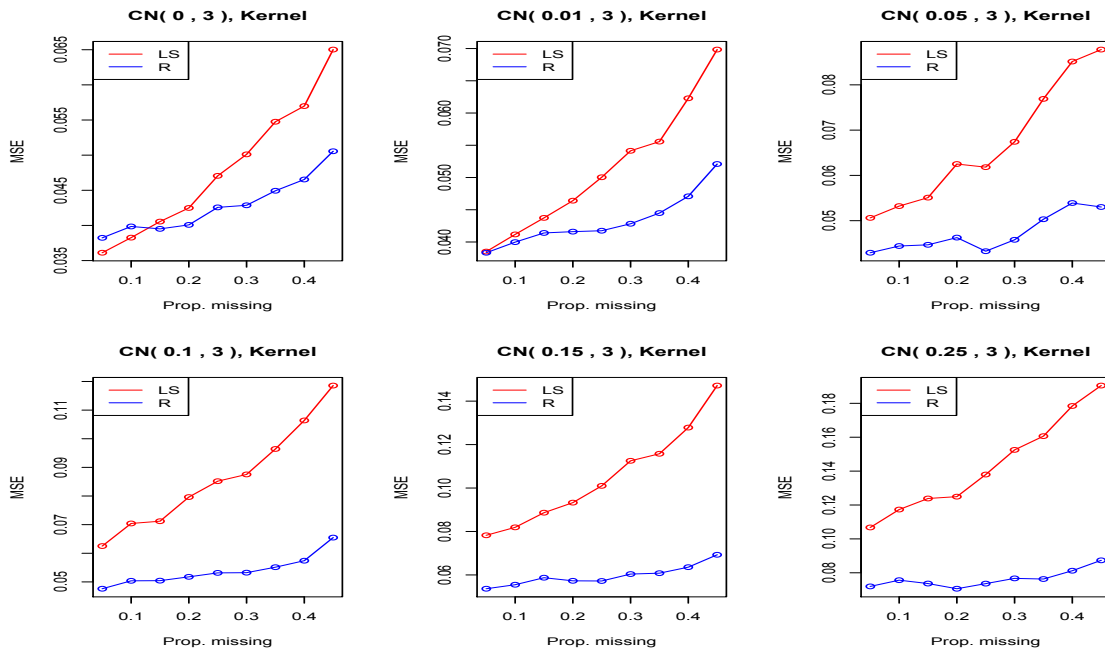 CN( 0 , 3 ), Kernel
LS
R
MSE
0.035
0.045
0.055
0.065
0.1
0.2
0.3
0.4
Prop. missing
CN( 0.01 , 3 ), Kernel
LS
R
MSE
0.040
0.050
0.060
0.070
0.1
0.2
0.3
0.4
Prop. missing
CN( 0.05 , 3 ), Kernel
LS
R
MSE
0.05
0.06
0.07
0.08
0.1
0.2
0.3
0.4
Prop. missing
CN( 0.1 , 3 ), Kernel
LS
R
MSE
0.05
0.07
0.09
0.11
0.1
0.2
0.3
0.4
Prop. missing
CN( 0.15 , 3 ), Kernel
LS
R
MSE
0.06
0.08
0.10
0.12
0.14
0.1
0.2
0.3
0.4
Prop. missing
CN( 0.25 , 3 ), Kernel
LS
R
MSE
0.08
0.10
0.12
0.14
0.16
0.18
0.1
0.2
0.3
0.4
Prop. missing